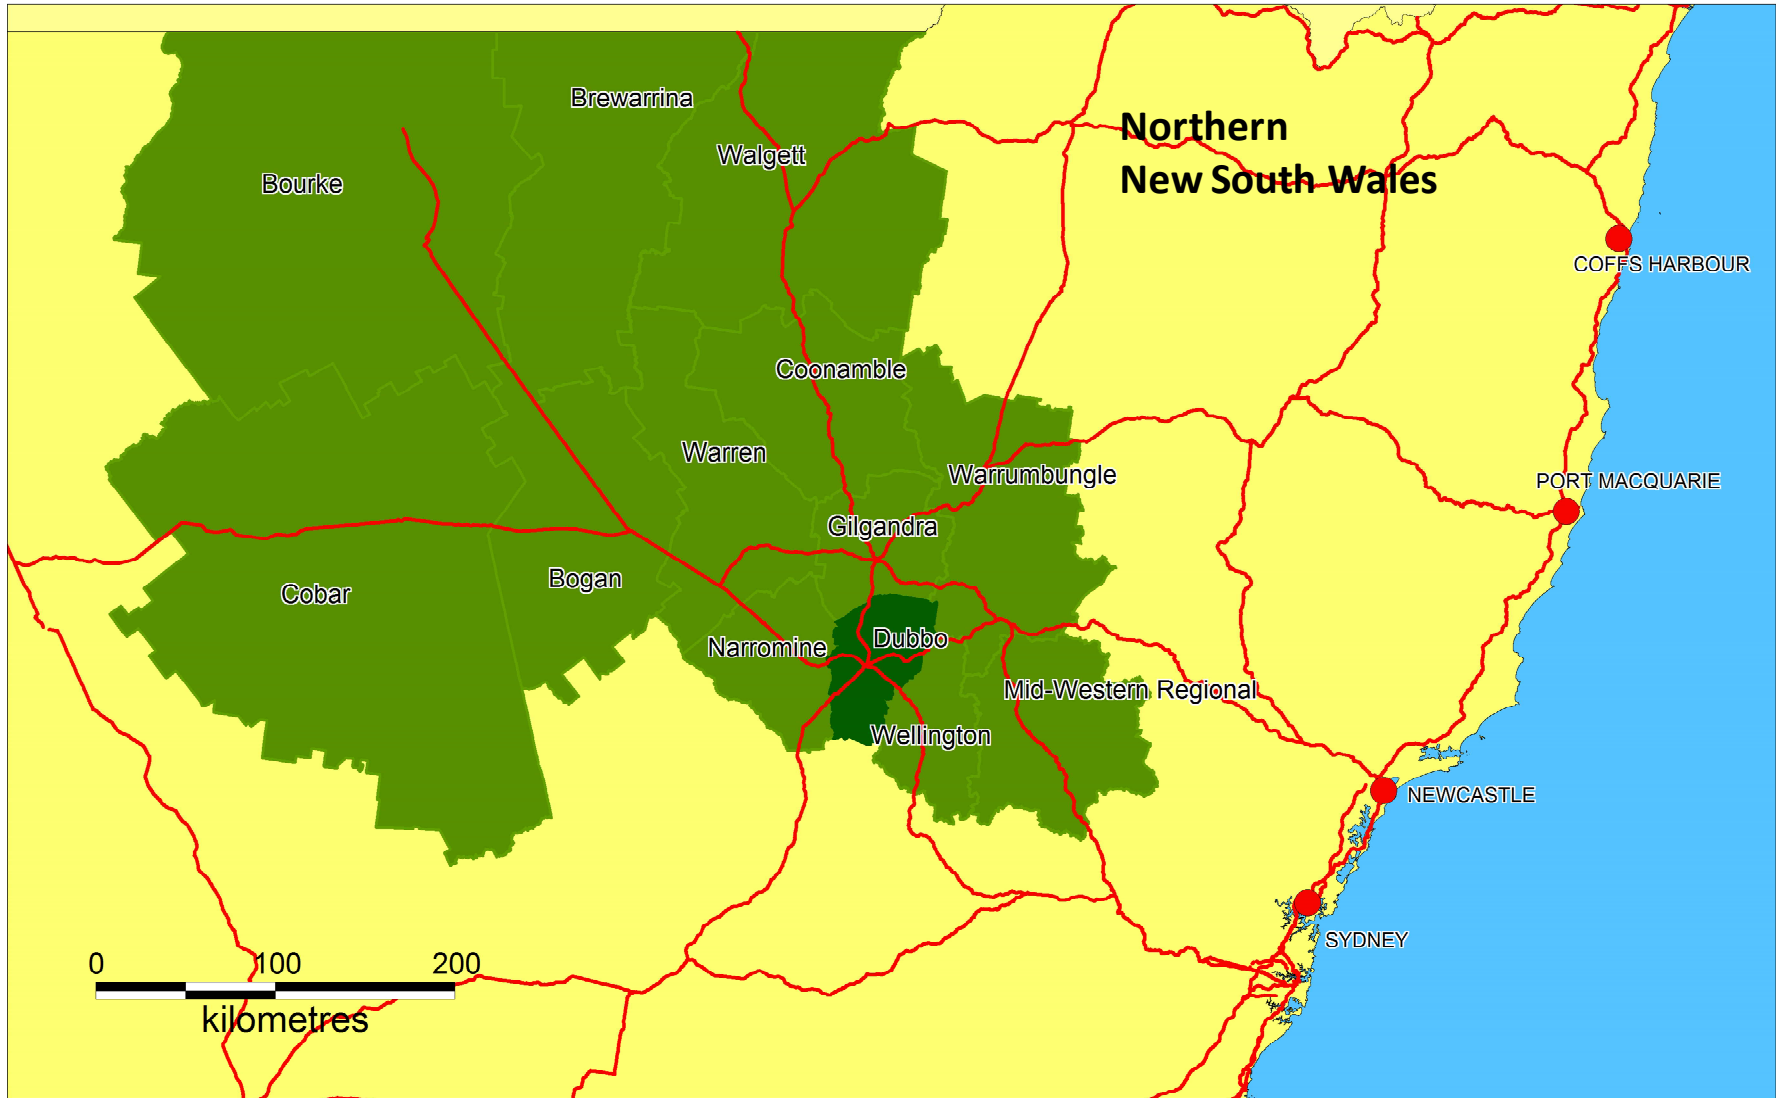 Brewarrina
Northern
New South Wales
Walgett
Bourke
COFFS HARBOUR
Coonamble
Warren
Warrumbungle
PORT MACQUARIE
Gilgandra
Bogan
Cobar
Dubbo
Narromine
Mid-Western Regional
Wellington
NEWCASTLE
SYDNEY
0 100 200
kilometres